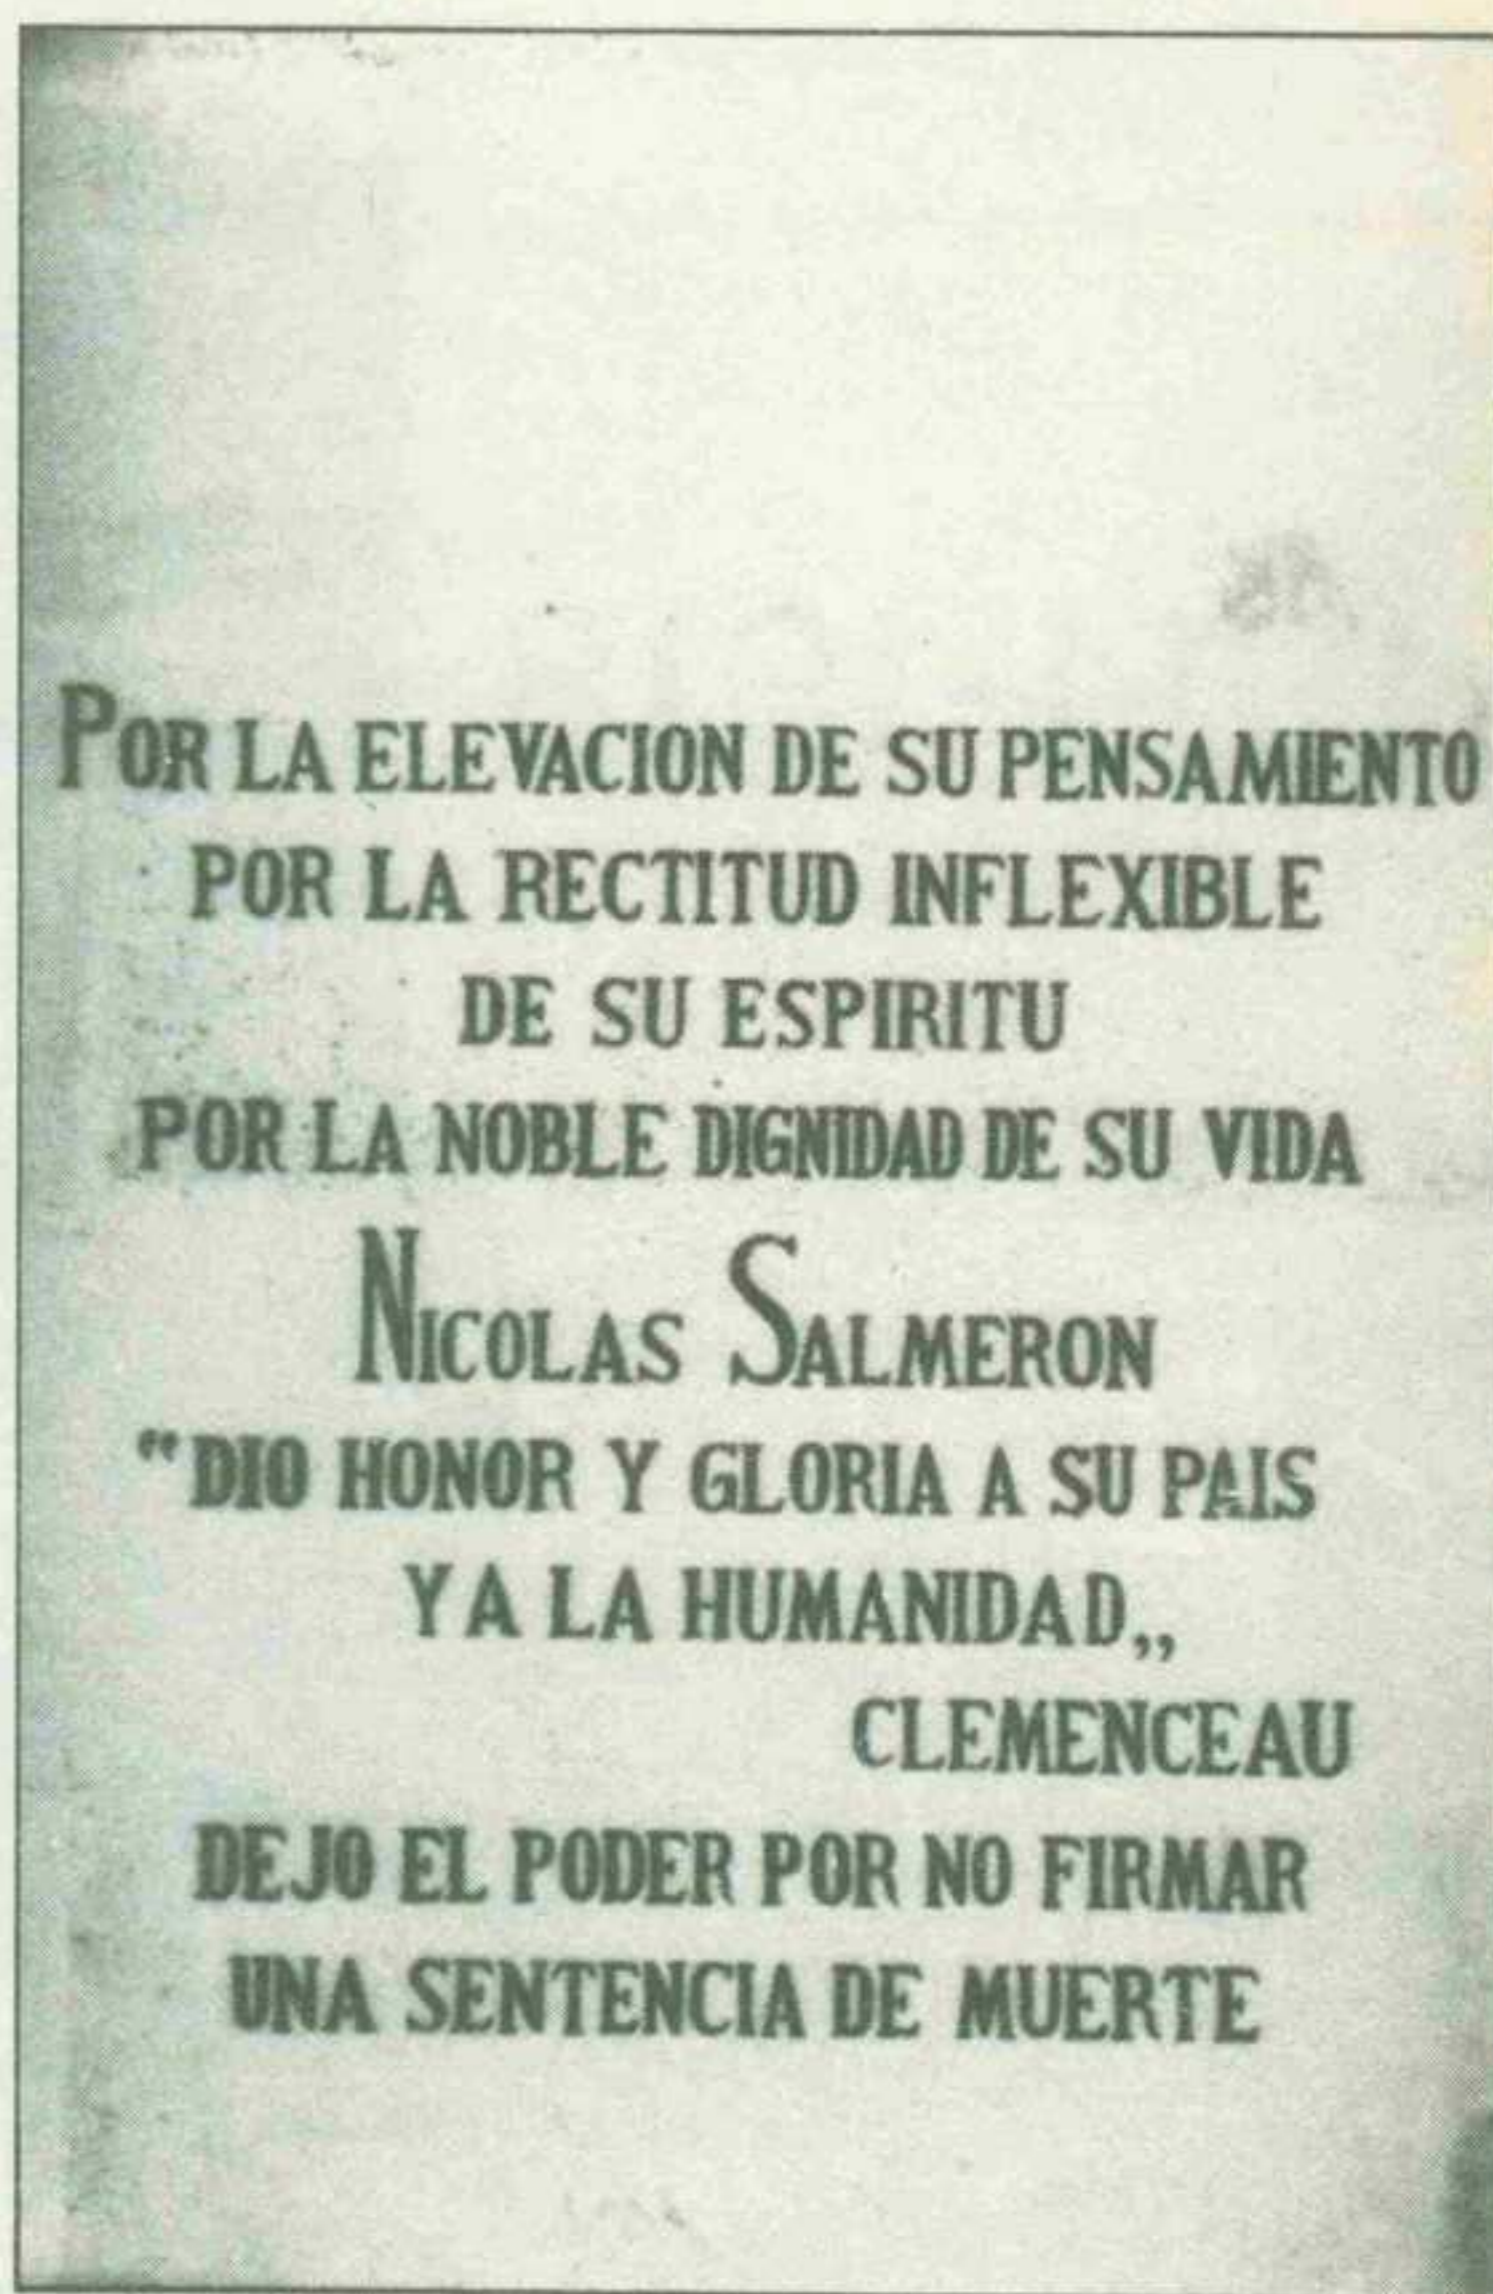 POR LA ELEVACION DE SU PENSAMIENTO
POR LA RECTITUD INFLEXIBLE
DE SU ESPIRITU
POR LA NOBLE DIGNIDAD DE SU VIDA
NICOLAS SALMERON
“DIO HONOR Y GLORIA A SU PAIS
Y A LA HUMANIDAD„
CLEMENCEAU
DEJO EL PODER POR NO FIRMAR
UNA SENTENCIA DE MUERTE